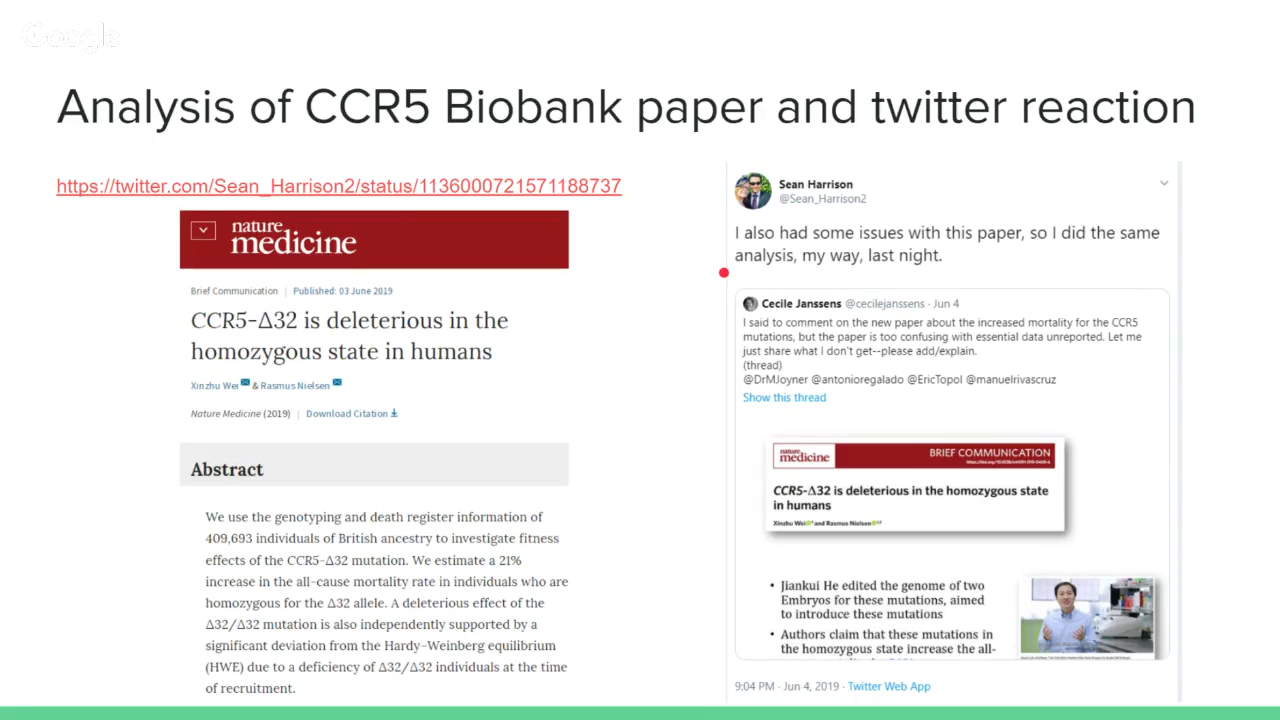 Google
Analysis of CCR5 Biobank paper and twitter reaction
https://twitter.com/Sean_Harrison2/status/1136000721571188737
nature
medicine
Brief Communication | Published: 03 June 2019
CCR5-Δ32 is deleterious in the
homozygous state in humans
Xinzhu Wei & Rasmus Nielsen
Nature Medicine (2019) | Download Citation
Abstract
We use the genotyping and death register information of
409,693 individuals of British ancestry to investigate fitness
effects of the CCR5-Δ32 mutation. We estimate a 21%
increase in the all-cause mortality rate in individuals who are
homozygous for the Δ32 allele. A deleterious effect of the
Δ32/Δ32 mutation is also independently supported by a
significant deviation from the Hardy–Weinberg equilibrium
(HWE) due to a deficiency of Δ32/Δ32 individuals at the time
of recruitment.
Sean Harrison
@Sean_Harrison2
I also had some issues with this paper, so I did the same
analysis, my way, last night.
Cecile Janssens @cecilejanssens · Jun 4
I said to comment on the new paper about the increased mortality for the CCR5
mutations, but the paper is too confusing with essential data unreported. Let me
just share what I don't get--please add/explain.
(thread)
@DrMJoyner @antonioregalado @EricTopol @manuelrivascruz
Show this thread
nature
medicine
BRIEF COMMUNICATION
CCR5-Δ32 is deleterious in the homozygous state
in humans
Xinzhu Wei and Rasmus Nielsen
• Jiankui He edited the genome of two
Embryos for these mutations, aimed
to introduce these mutations
• Authors claim that these mutations in
the homozygous state increase the all-
9:04 PM · Jun 4, 2019 · Twitter Web App